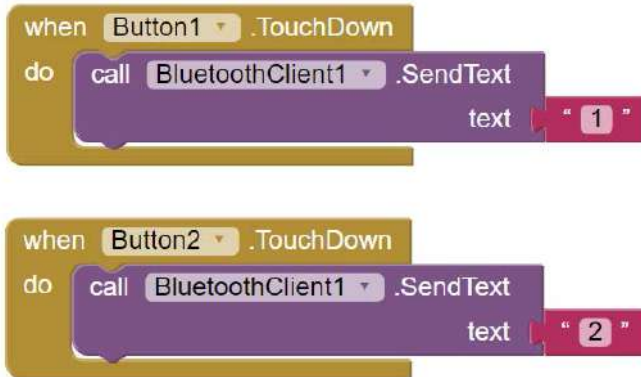 when Button1 .TouchDown
do call BluetoothClient1 .SendText
text " 1 "
when Button2 .TouchDown
do call BluetoothClient1 .SendText
text " 2 "